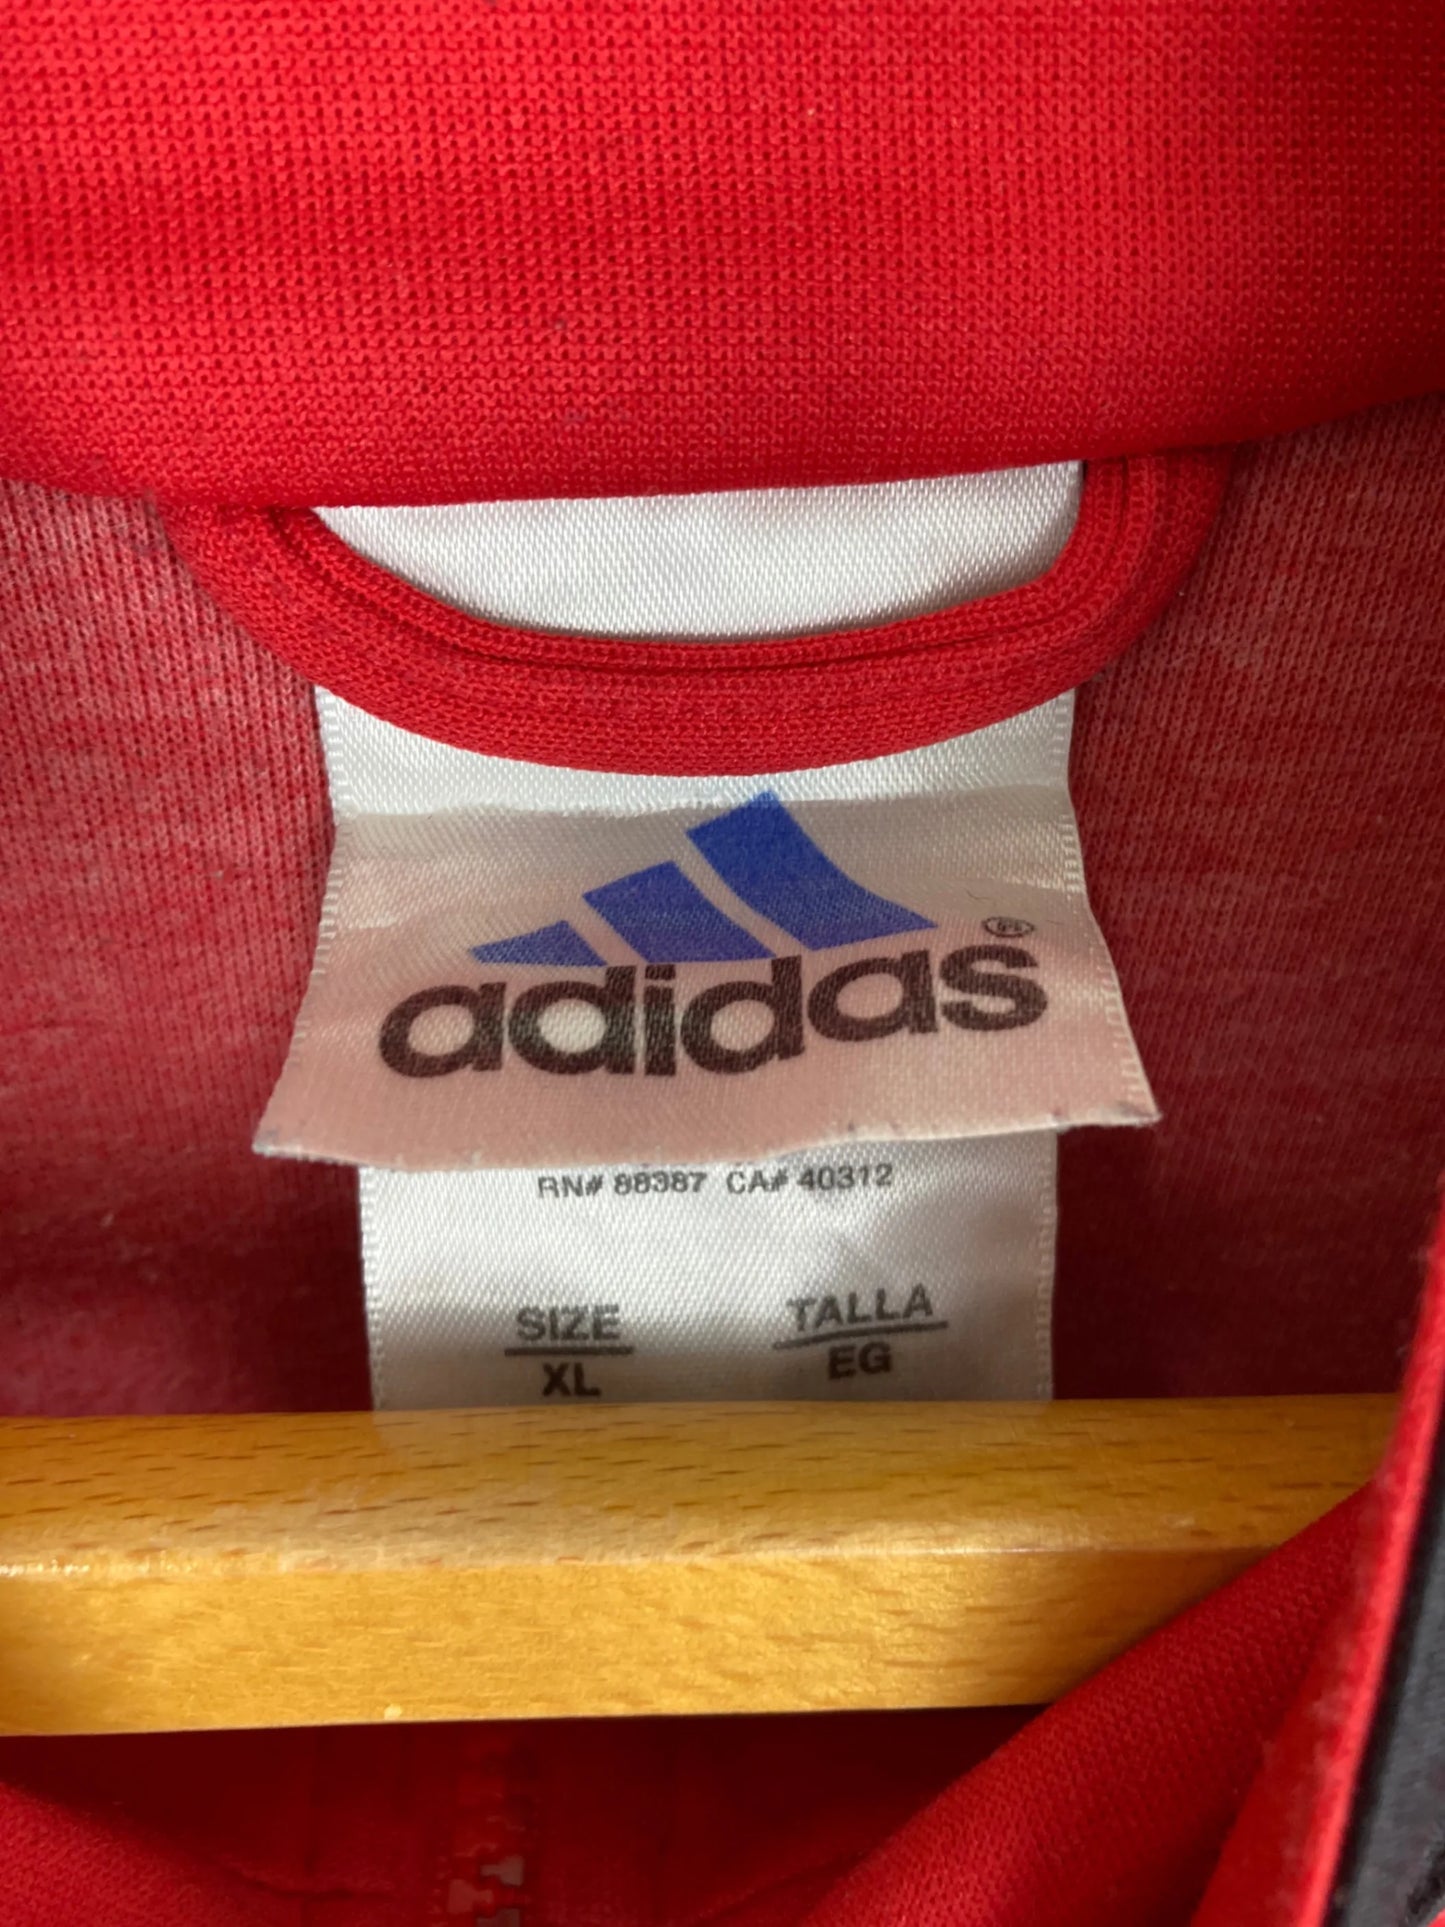 adidas®
RN# 88387 CA# 40312
SIZE TALLA
XL EG